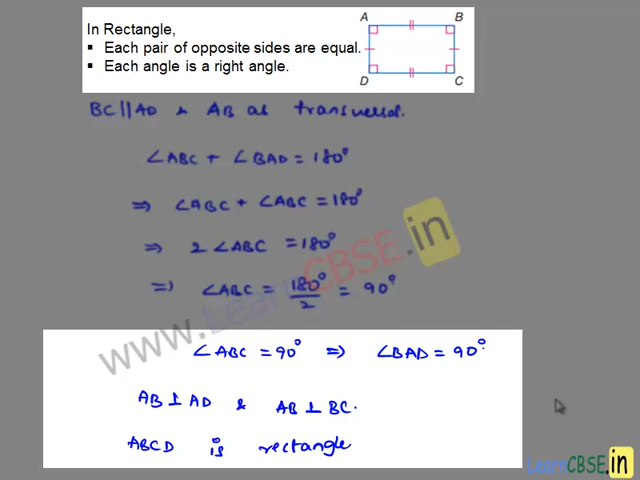 In Rectangle,
▪ Each pair of opposite sides are equal.
▪ Each angle is a right angle.
A B
D C
BC||AD & AB as transversal.
∠ABC + ∠BAD = 180°
⇒ ∠ABC + ∠ABC = 180°
⇒ 2 ∠ABC = 180°
⇒ ∠ABC = 180°/2 = 90°
www.LearnCBSE.in
∠ABC = 90° ⇒ ∠BAD = 90°.
AB ⊥ AD & AB ⊥ BC.
ABCD is rectangle
LearnCBSE.in